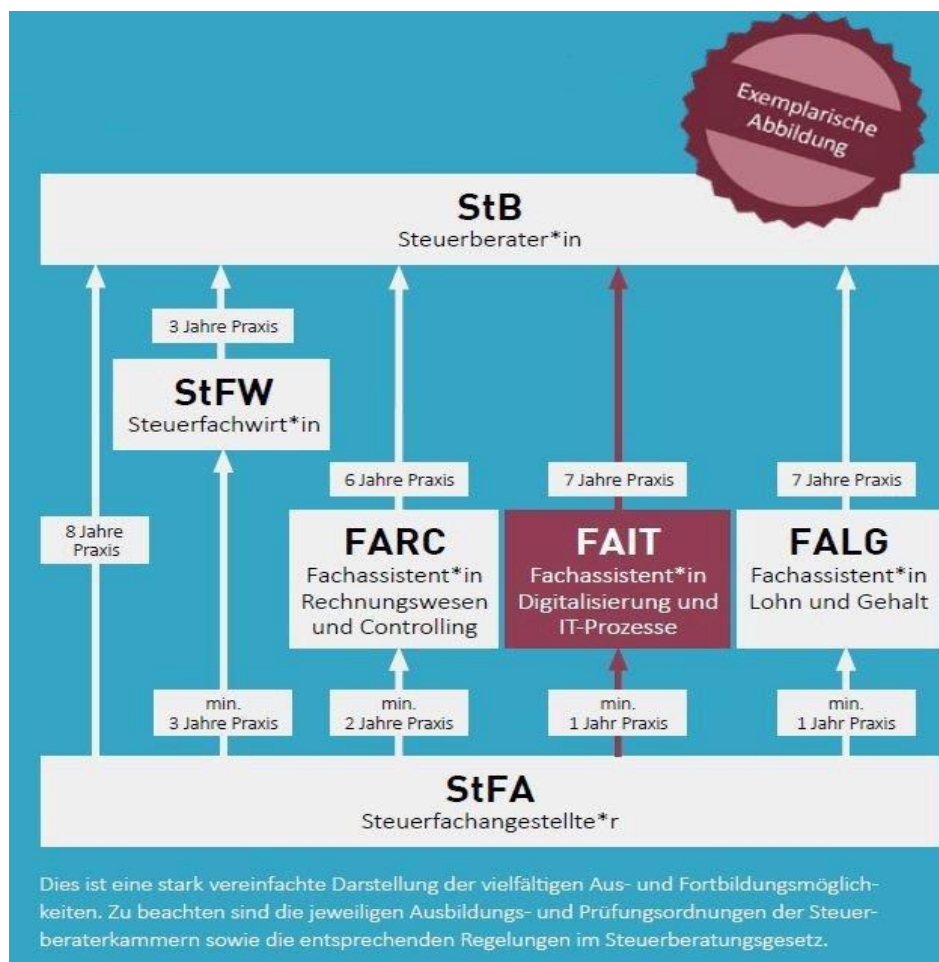 Exemplarische
Abbildung
StB
Steuerberater*in
3 Jahre Praxis
StFW
Steuerfachwirt*in
6 Jahre Praxis
7 Jahre Praxis
7 Jahre Praxis
8 Jahre
Praxis
FARC
Fachassistent*in
Rechnungswesen
und Controlling
FAIT
Fachassistent*in
Digitalisierung und
IT-Prozesse
FALG
Fachassistent*in
Lohn und Gehalt
min.
3 Jahre Praxis
min.
2 Jahre Praxis
min.
1 Jahr Praxis
min.
1 Jahr Praxis
StFA
Steuerfachangestellte*r
Dies ist eine stark vereinfachte Darstellung der vielfältigen Aus- und Fortbildungsmöglich-
keiten. Zu beachten sind die jeweiligen Ausbildungs- und Prüfungsordnungen der Steuer-
beraterkammern sowie die entsprechenden Regelungen im Steuerberatungsgesetz.